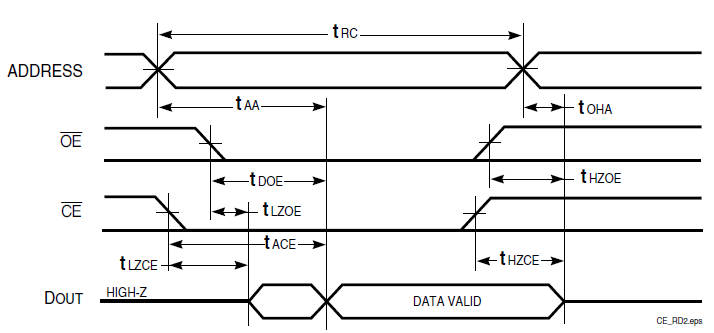 tRC
ADDRESS
tAA
tOHA
OE
tDOE
tHZOE
CE
tLZOE
tACE
tLZCE
tHZCE
DOUT
HIGH-Z
DATA VALID
CE_RD2.eps